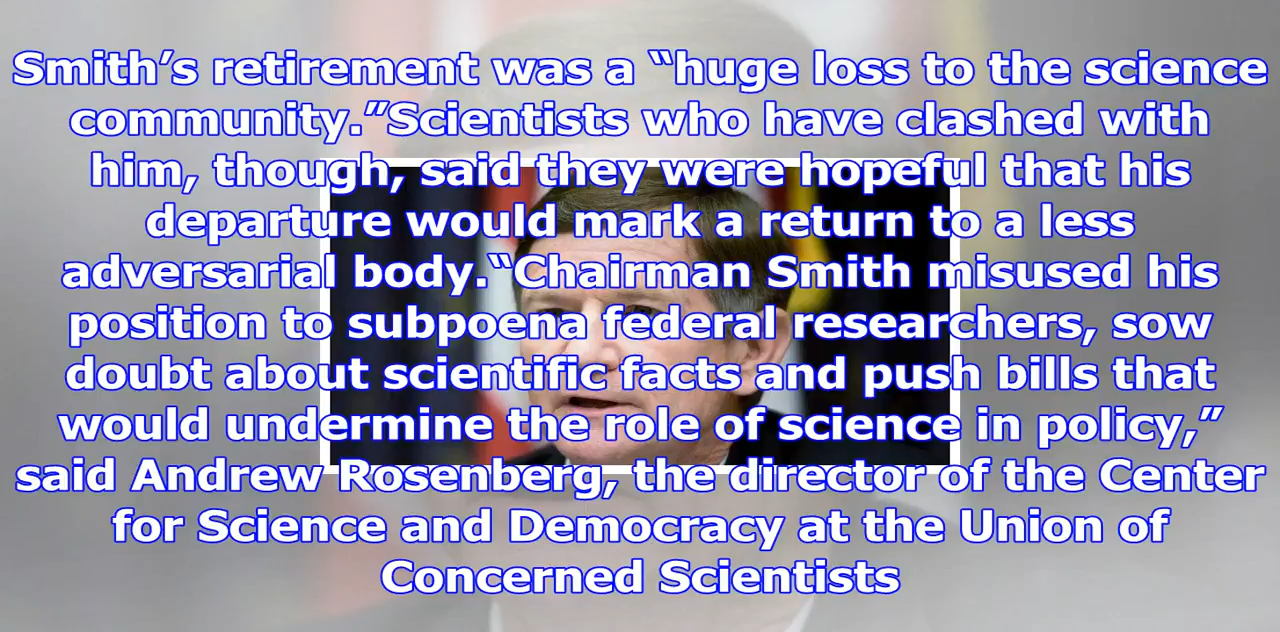 Smith’s retirement was a “huge loss to the science
community.”Scientists who have clashed with
him, though, said they were hopeful that his
departure would mark a return to a less
adversarial body.“Chairman Smith misused his
position to subpoena federal researchers, sow
doubt about scientific facts and push bills that
would undermine the role of science in policy,”
said Andrew Rosenberg, the director of the Center
for Science and Democracy at the Union of
Concerned Scientists